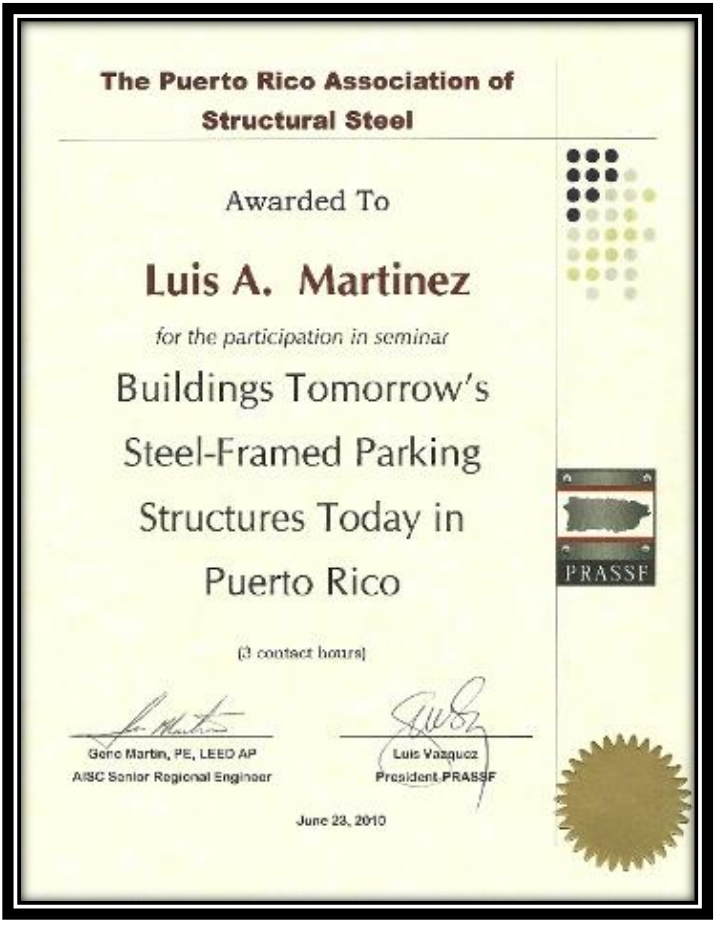 The Puerto Rico Association of
Structural Steel
Awarded To
Luis A. Martinez
for the participation in seminar
Buildings Tomorrow's
Steel-Framed Parking
Structures Today in
Puerto Rico
PRASSF
(3 contact hours)
Geno Martin, PE, LEED AP
AISC Senior Regional Engineer
Luis Vazquez
President-PRASSF
June 23, 2010